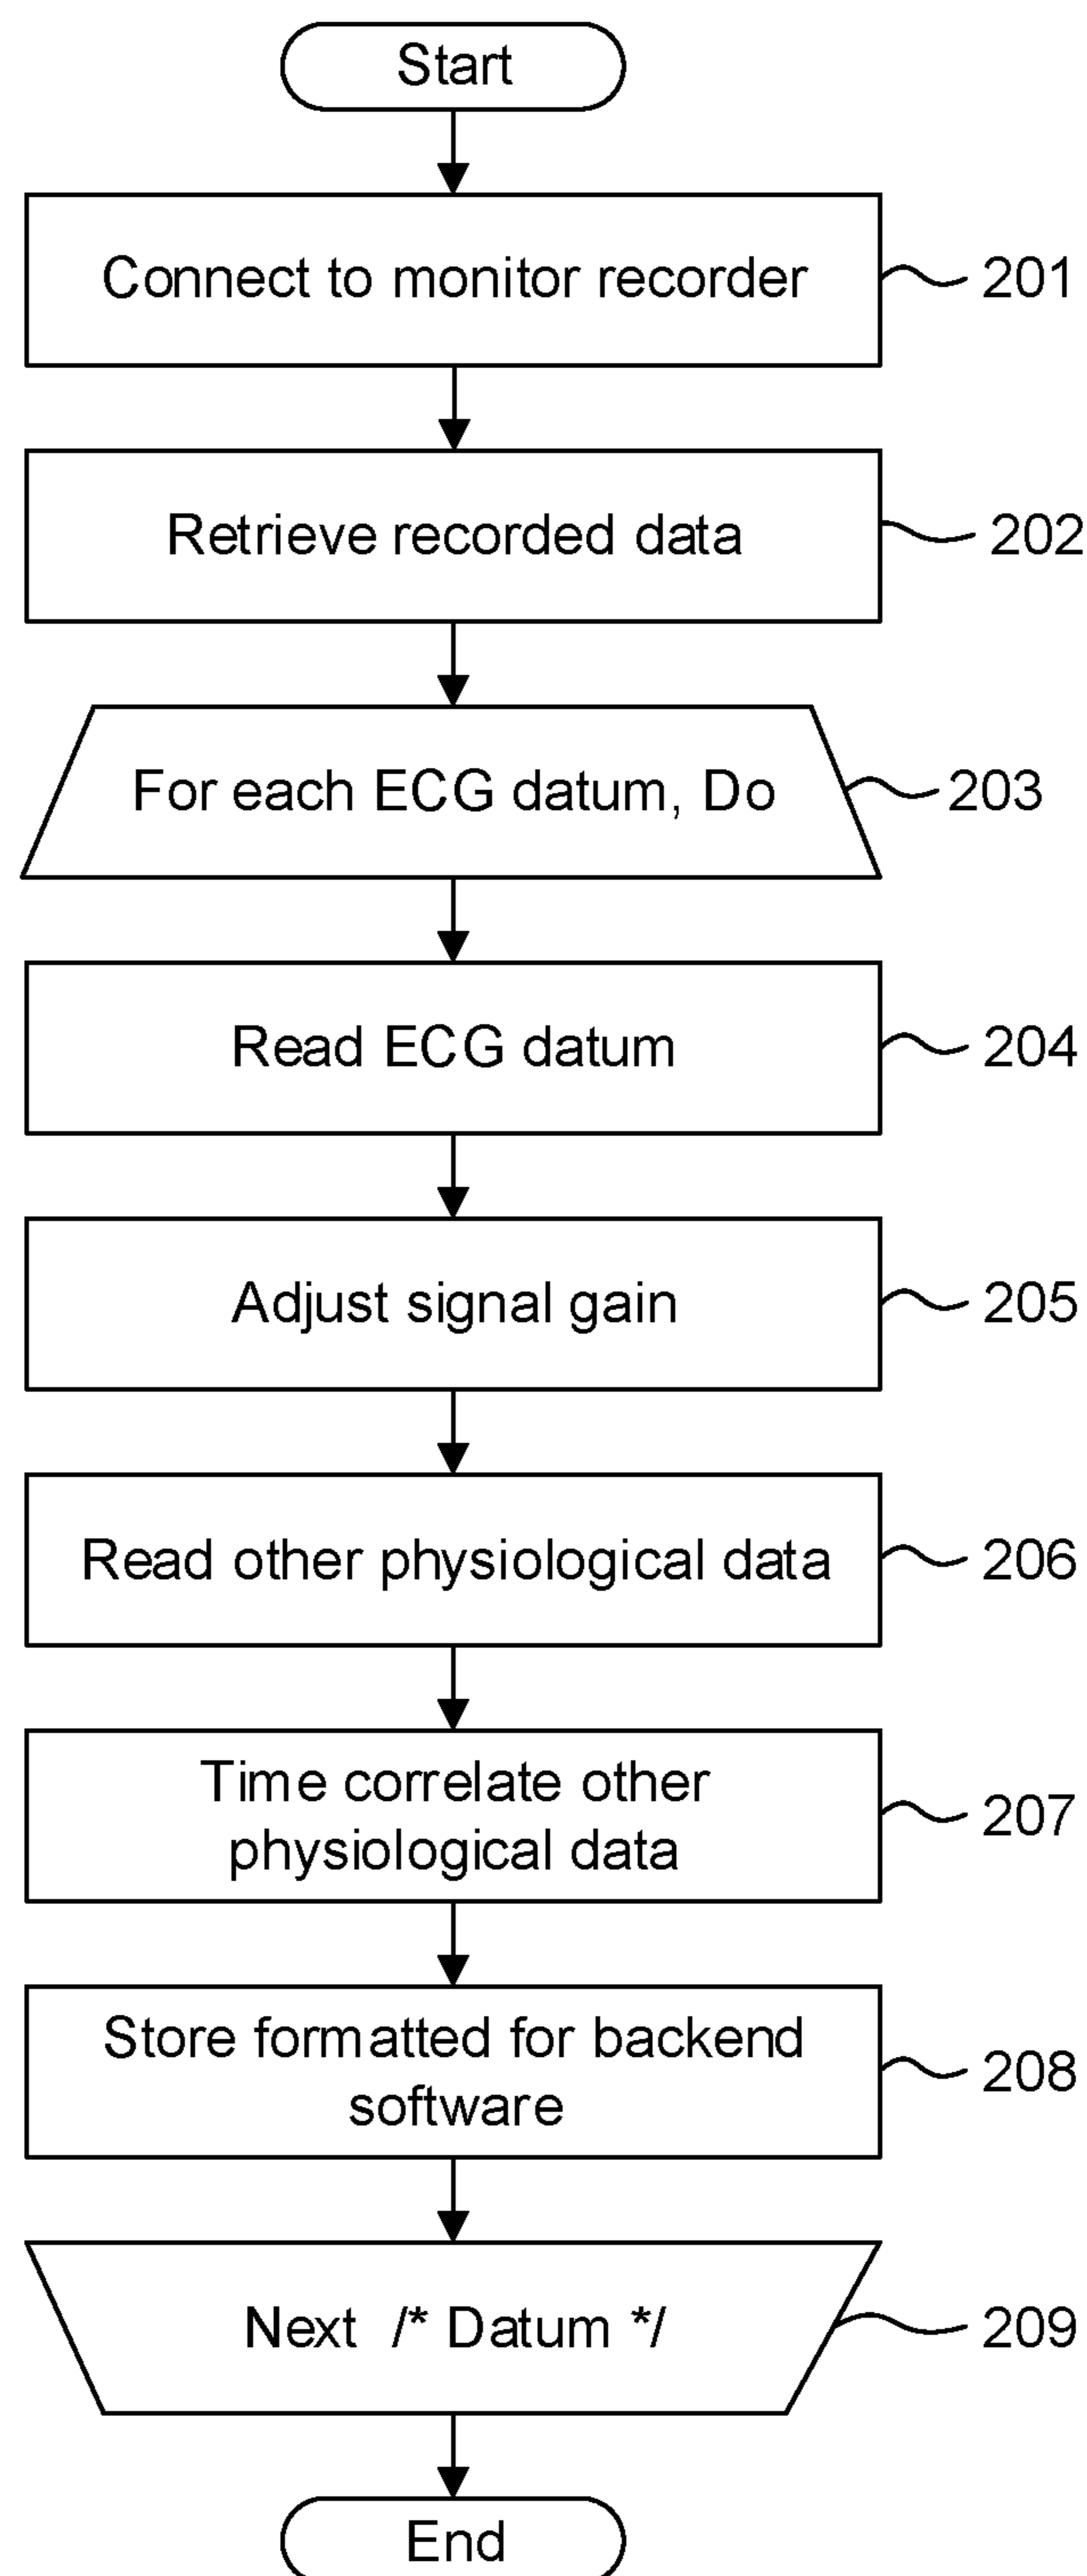 Start
Connect to monitor recorder
201
Retrieve recorded data
202
For each ECG datum, Do
203
Read ECG datum
204
Adjust signal gain
205
Read other physiological data
206
Time correlate other
physiological data
207
Store formatted for backend
software
208
Next /* Datum */
209
End